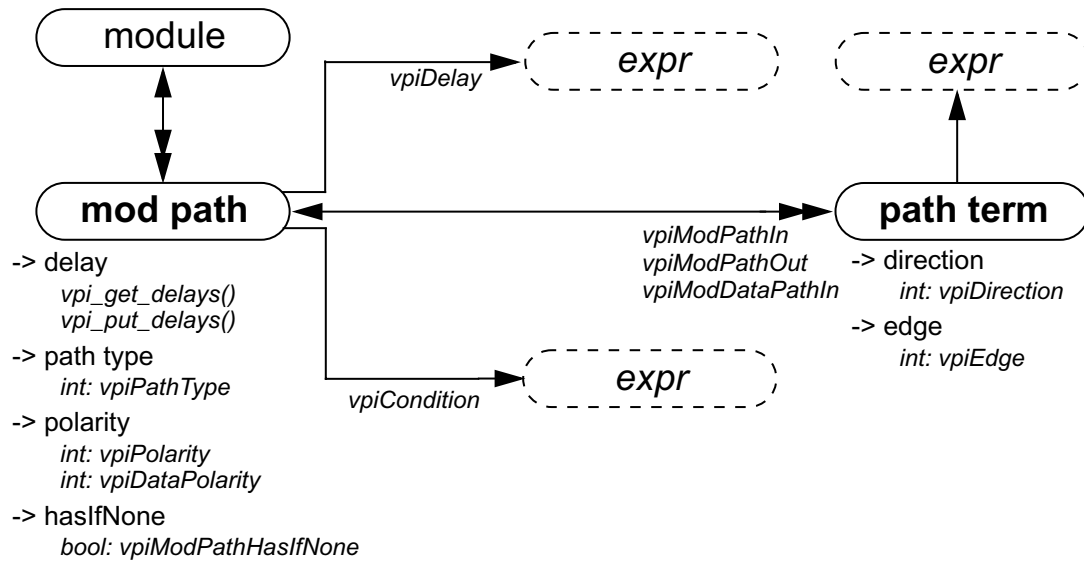 module
expr
expr
vpiDelay
mod path
path term
vpiModPathIn
vpiModPathOut
vpiModDataPathIn
-> delay
vpi_get_delays()
vpi_put_delays()
-> path type
int: vpiPathType
-> polarity
int: vpiPolarity
int: vpiDataPolarity
-> hasIfNone
bool: vpiModPathHasIfNone
-> direction
int: vpiDirection
-> edge
int: vpiEdge
expr
vpiCondition